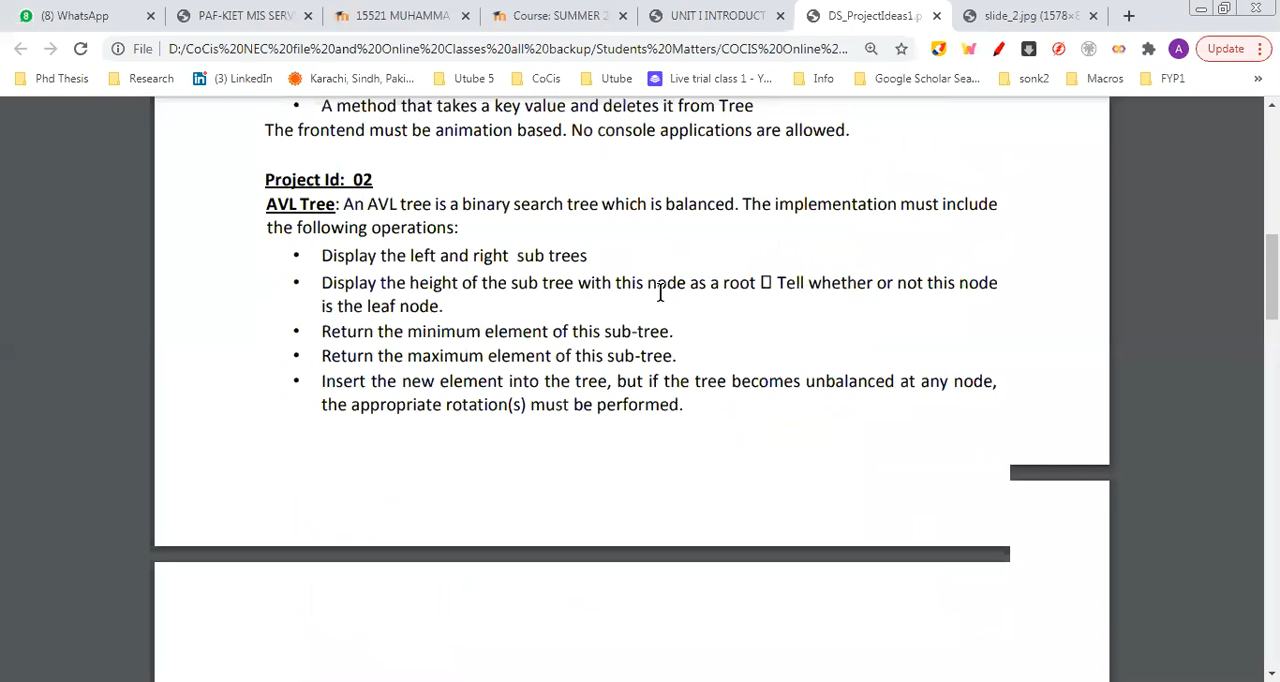 (8) WhatsApp
PAF-KIET MIS SERV
15521 MUHAMMA
Course: SUMMER 2
UNIT I INTRODUCT
DS_ProjectIdeas1.p
slide_2.jpg (1578×8
File
D:/CoCis%20NEC%20file%20and%20Online%20Class%20all%20backup/Students%20Matters/COCIS%20Online%2...
Update
Phd Thesis
Research
(3) LinkedIn
Karachi, Sindh, Paki...
Utube 5
CoCis
Utube
Live trial class 1 - Y...
Info
Google Scholar Sea...
sonk2
Macros
FYP1
»
• A method that takes a key value and deletes it from Tree
The frontend must be animation based. No console applications are allowed.
Project Id: 02
AVL Tree: An AVL tree is a binary search tree which is balanced. The implementation must include
the following operations:
• Display the left and right sub trees
• Display the height of the sub tree with this node as a root ▯ Tell whether or not this node
is the leaf node.
• Return the minimum element of this sub-tree.
• Return the maximum element of this sub-tree.
• Insert the new element into the tree, but if the tree becomes unbalanced at any node,
the appropriate rotation(s) must be performed.